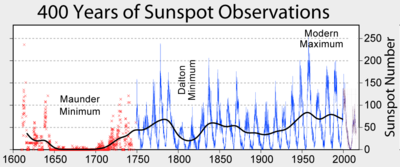 400 Years of Sunspot Observations
Modern
Maximum
Maunder
Minimum
Dalton
Minimum
250
200
150
100
50
0
Sunspot Number
1600 1650 1700 1750 1800 1850 1900 1950 2000